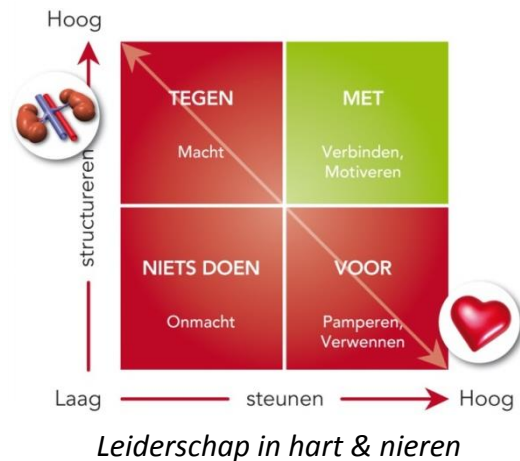 Hoog
TEGEN
Macht
MET
Verbinden,
Motiveren
structureren
NIETS DOEN
Onmacht
VOOR
Pamperen,
Verwennen
Laag
steunen
Hoog
Leiderschap in hart & nieren